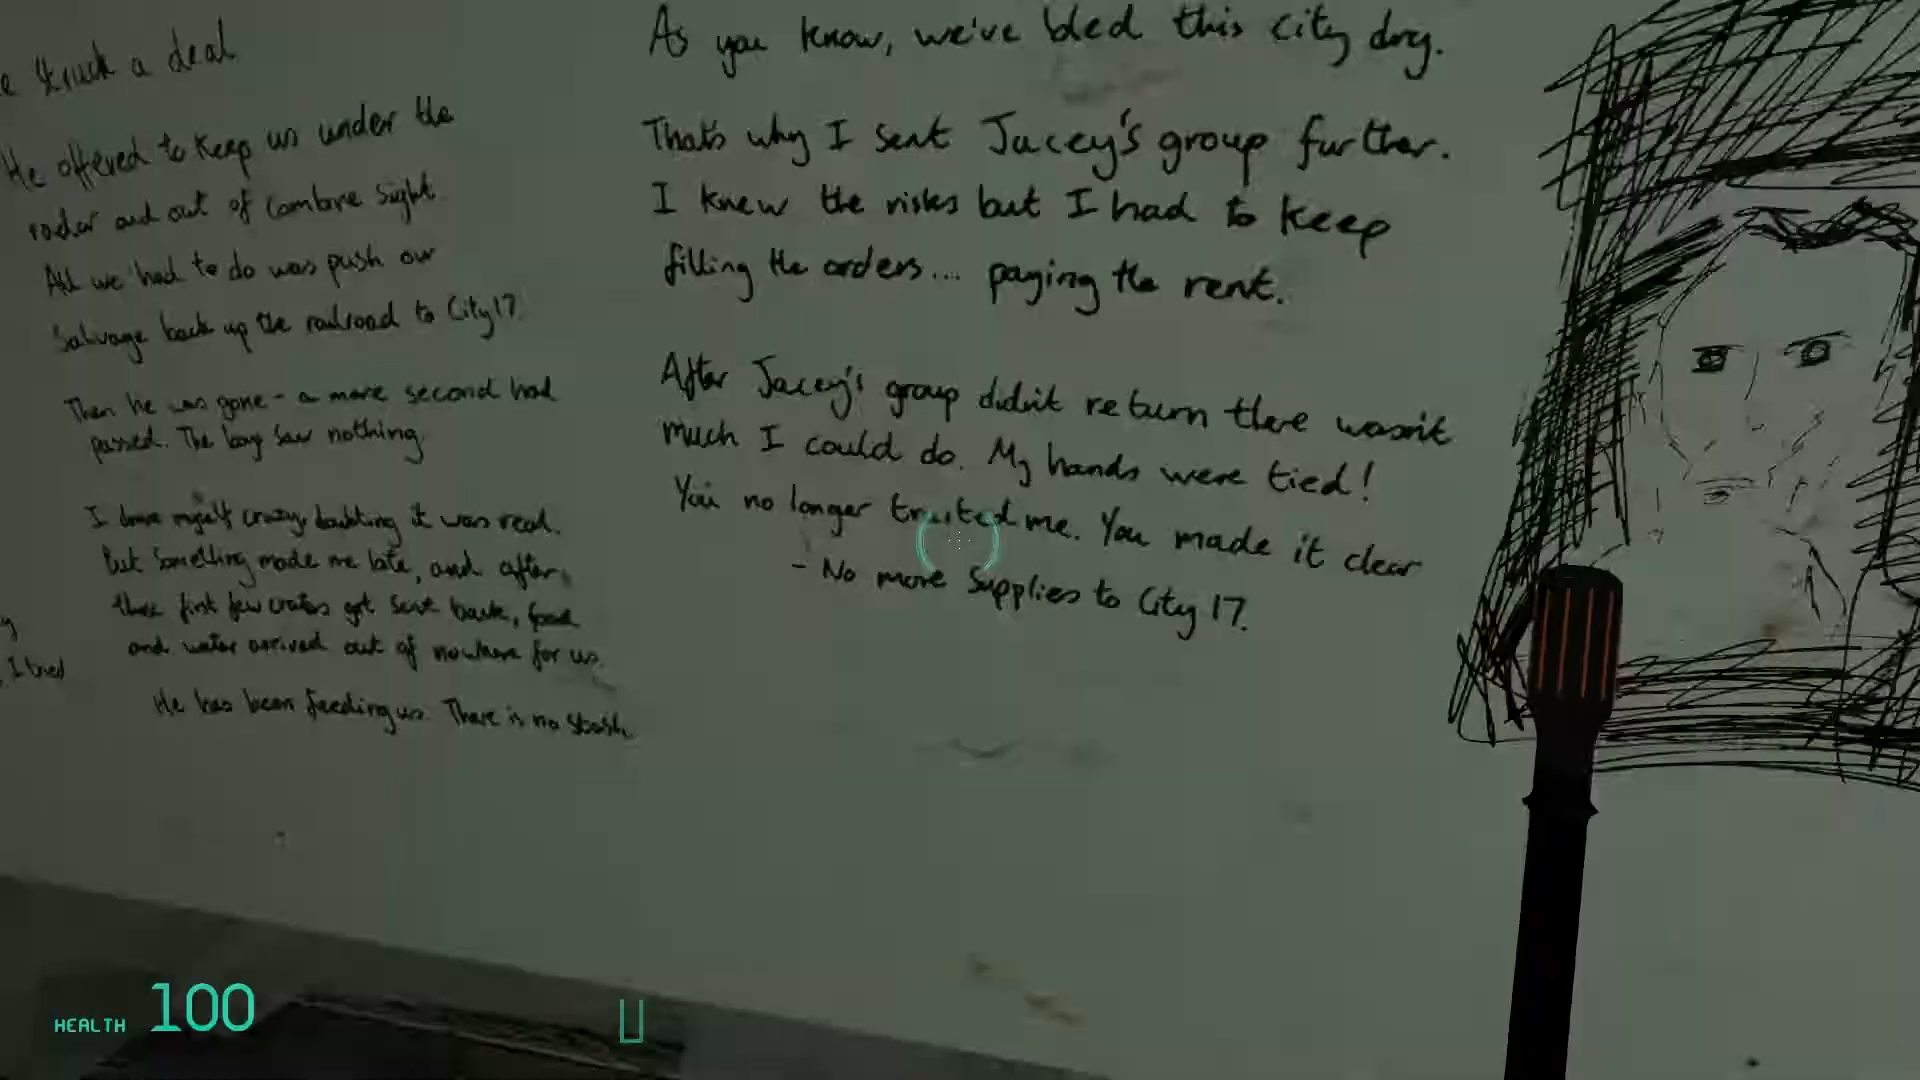 struck a deal
He offered to keep us under the
radar and out of Combine sight.
All we had to do was push our
Salvage back up the railroad to City 17.
Then he was gone - a mere second had
passed. The boy saw nothing.
I drove myself crazy, doubting it was real.
But something made me late, and after
those first few crates got sent back, food
and water arrived out of nowhere for us.
I tried
He has been feeding us. There is no stash.
As you know, we've bled this city dry.
That's why I sent Jacey's group further.
I knew the risks but I had to keep
filling the orders.... paying the rent.
After Jacey's group didn't return there wasn't
much I could do. My hands were tied!
You no longer trusted me. You made it clear
- No more supplies to City 17.
HEALTH 100